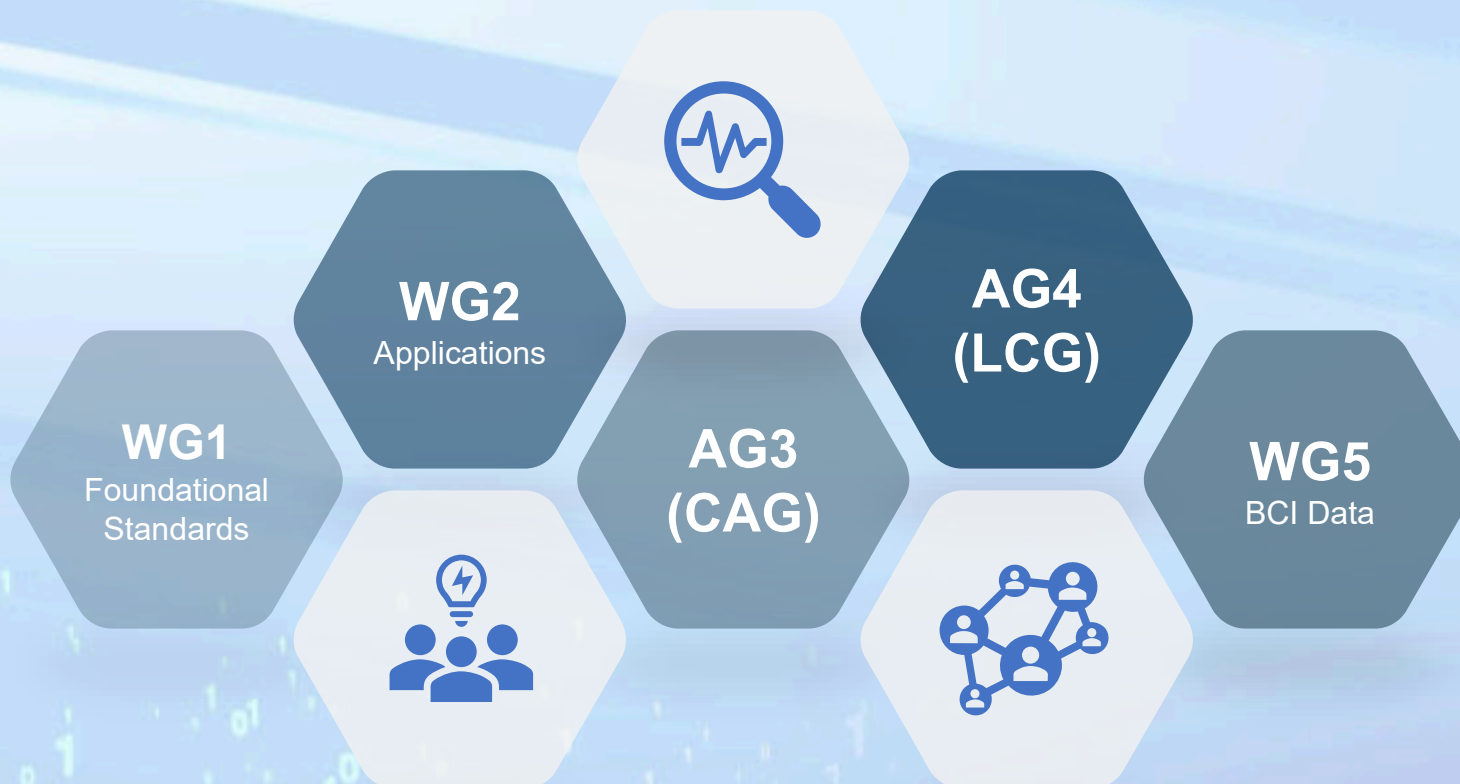 WG1
Foundational
Standards
WG2
Applications
AG3
(CAG)
AG4
(LCG)
WG5
BCI Data